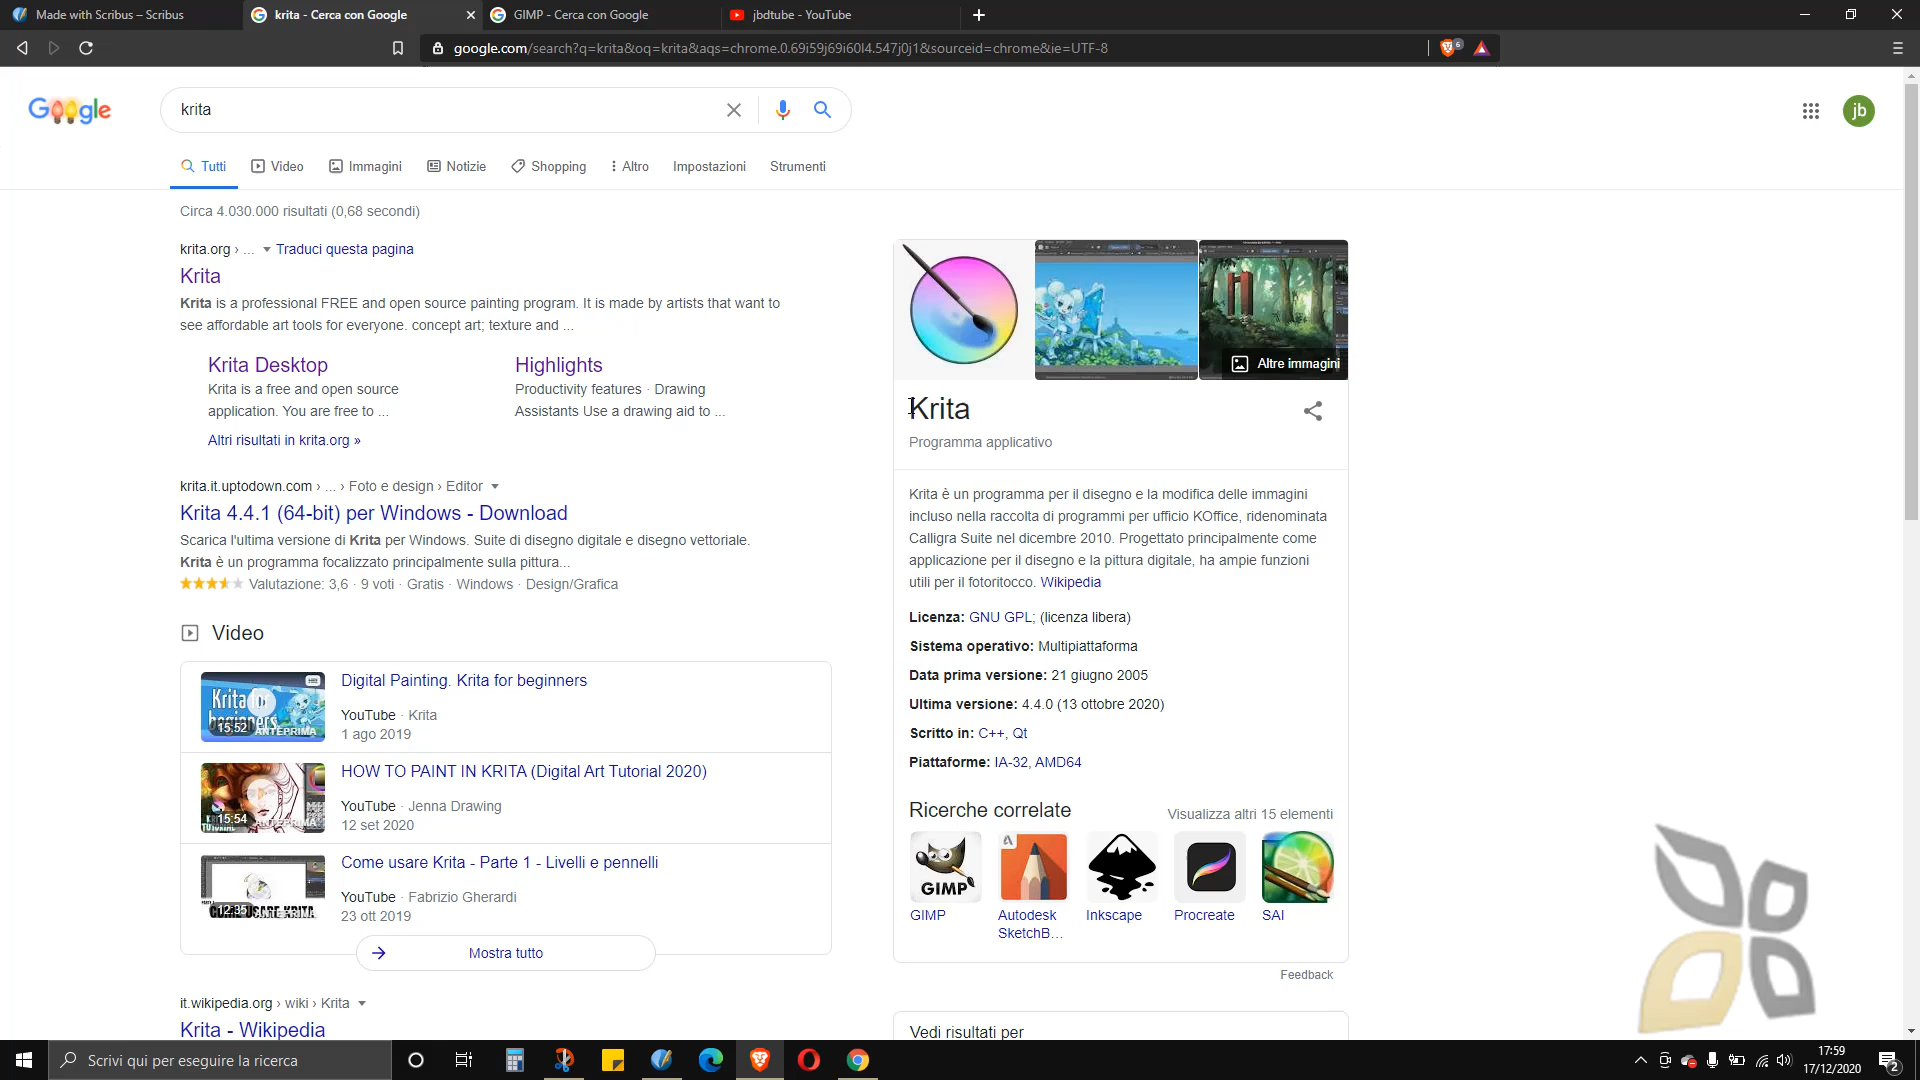 Made with Scribus – Scribus
krita - Cerca con Google
GIMP - Cerca con Google
jbdtube - YouTube
google.com/search?q=krita&oq=krita&aqs=chrome.0.69i59j69i60l4.547j0j1&sourceid=chrome&ie=UTF-8
6
Google
krita
jb
Tutti
Video
Immagini
Notizie
Shopping
Altro
Impostazioni
Strumenti
Circa 4.030.000 risultati (0,68 secondi)
krita.org › ... Traduci questa pagina
Krita
Krita is a professional FREE and open source painting program. It is made by artists that want to
see affordable art tools for everyone. concept art; texture and ...
Krita Desktop
Krita is a free and open source
application. You are free to ...
Highlights
Productivity features · Drawing
Assistants Use a drawing aid to ...
Altri risultati in krita.org »
krita.it.uptodown.com › ... › Foto e design › Editor
Krita 4.4.1 (64-bit) per Windows - Download
Scarica l'ultima versione di Krita per Windows. Suite di disegno digitale e disegno vettoriale.
Krita è un programma focalizzato principalmente sulla pittura...
Valutazione: 3,6 · 9 voti · Gratis · Windows · Design/Grafica
Video
Krita for
beginners
15:52
ANTEPRIMA
Digital Painting. Krita for beginners
YouTube · Krita
1 ago 2019
15:54
ANTEPRIMA
TUTORIAL
HOW TO PAINT IN KRITA (Digital Art Tutorial 2020)
YouTube · Jenna Drawing
12 set 2020
12:35
ANTEPRIMA
COME USARE KRITA
Come usare Krita - Parte 1 - Livelli e pennelli
YouTube · Fabrizio Gherardi
23 ott 2019
Mostra tutto
it.wikipedia.org › wiki › Krita
Krita - Wikipedia
Altre immagini
Krita
Programma applicativo
Krita è un programma per il disegno e la modifica delle immagini
incluso nella raccolta di programmi per ufficio KOffice, ridenominata
Calligra Suite nel dicembre 2010. Progettato principalmente come
applicazione per il disegno e la pittura digitale, ha ampie funzioni
utili per il fotoritocco. Wikipedia
Licenza: GNU GPL; (licenza libera)
Sistema operativo: Multipiattaforma
Data prima versione: 21 giugno 2005
Ultima versione: 4.4.0 (13 ottobre 2020)
Scritto in: C++, Qt
Piattaforme: IA-32, AMD64
Ricerche correlate
Visualizza altri 15 elementi
GIMP
GIMP
Autodesk
SketchB...
Inkscape
Procreate
SAI
Feedback
Vedi risultati per
Scrivi qui per eseguire la ricerca
17:59
17/12/2020
2